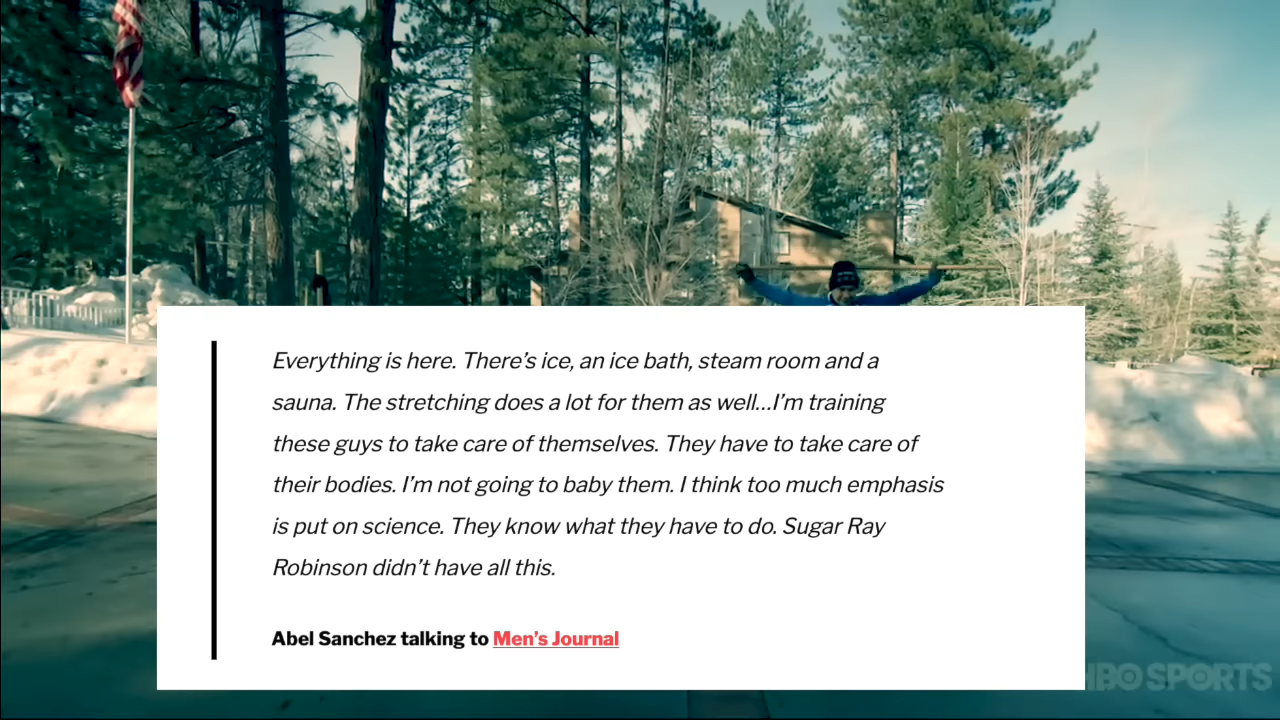 Everything is here. There's ice, an ice bath, steam room and a
sauna. The stretching does a lot for them as well...I'm training
these guys to take care of themselves. They have to take care of
their bodies. I'm not going to baby them. I think too much emphasis
is put on science. They know what they have to do. Sugar Ray
Robinson didn't have all this.
Abel Sanchez talking to Men's Journal
HBO SPORTS